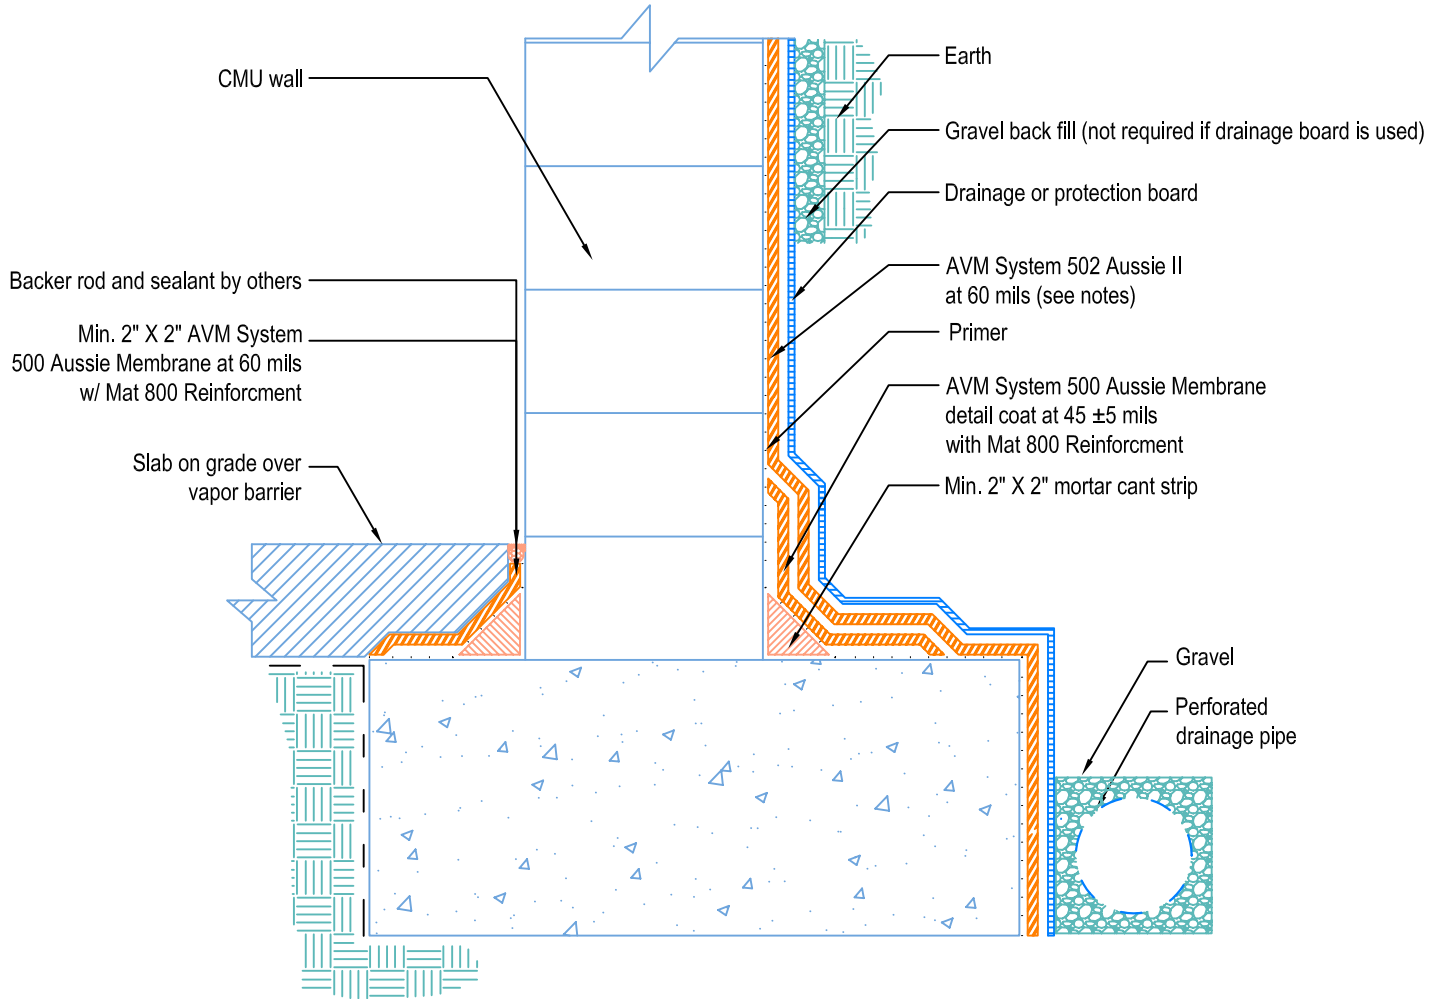 CMU wall
Backer rod and sealant by others
Min. 2" X 2" AVM System
500 Aussie Membrane at 60 mils
w/ Mat 800 Reinforcment
Slab on grade over
vapor barrier
Earth
Gravel back fill (not required if drainage board is used)
Drainage or protection board
AVM System 502 Aussie II
at 60 mils (see notes)
Primer
AVM System 500 Aussie Membrane
detail coat at 45 ±5 mils
with Mat 800 Reinforcment
Min. 2" X 2" mortar cant strip
Gravel
Perforated
drainage pipe